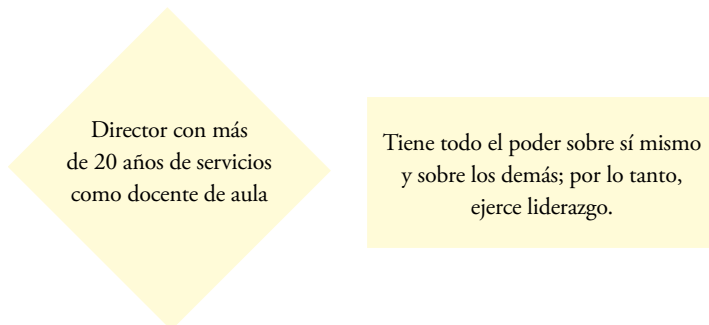 Director con más
de 20 años de servicios
como docente de aula
Tiene todo el poder sobre sí mismo
y sobre los demás; por lo tanto,
ejerce liderazgo.